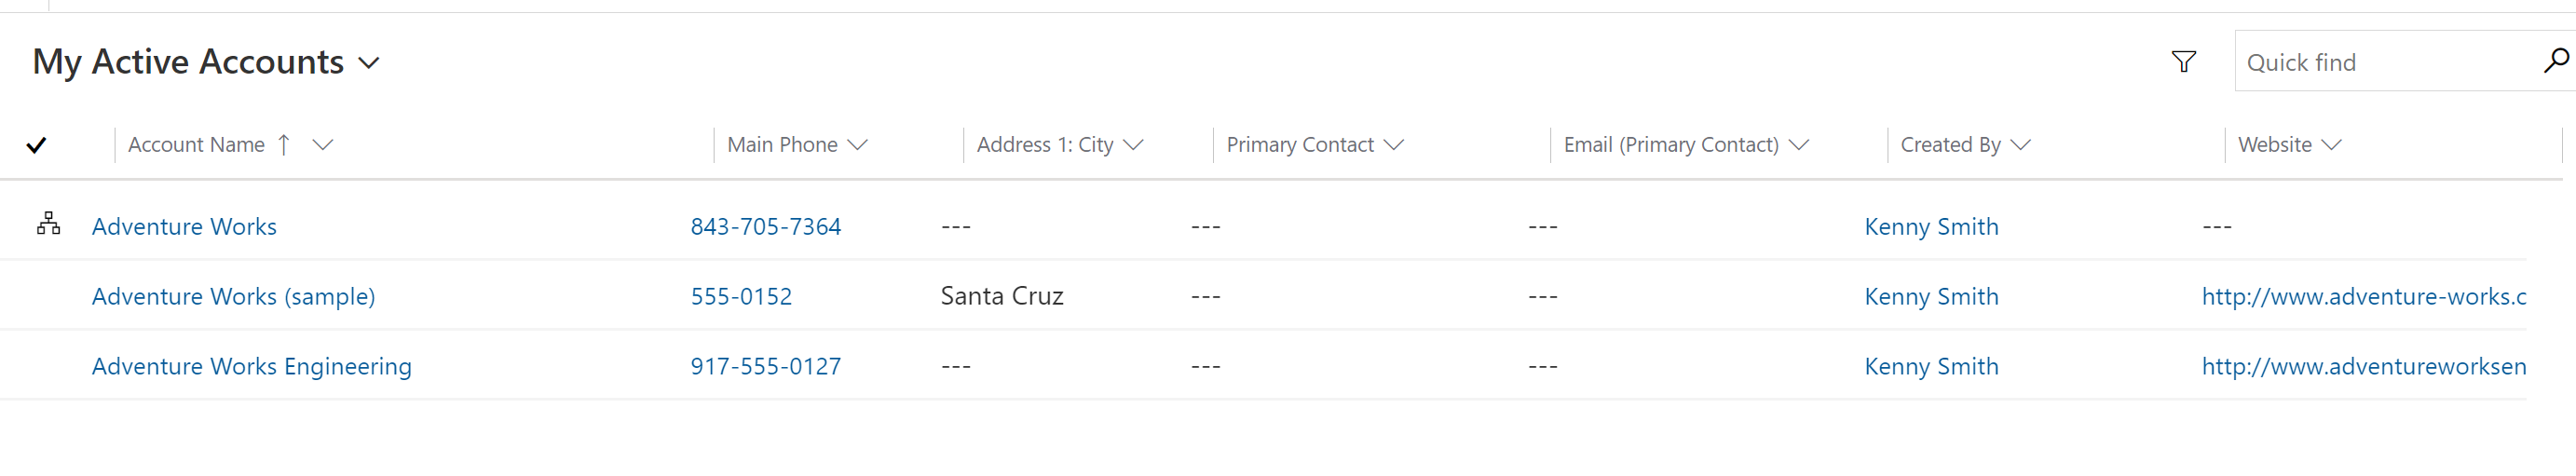 My Active Accounts
Quick find
Account Name Main Phone Address 1: City Primary Contact Email (Primary Contact) Created By Website
Adventure Works 843-705-7364 --- --- --- Kenny Smith ---
Adventure Works (sample) 555-0152 Santa Cruz --- --- Kenny Smith http://www.adventure-works.c
Adventure Works Engineering 917-555-0127 --- --- --- Kenny Smith http://www.adventureworksen